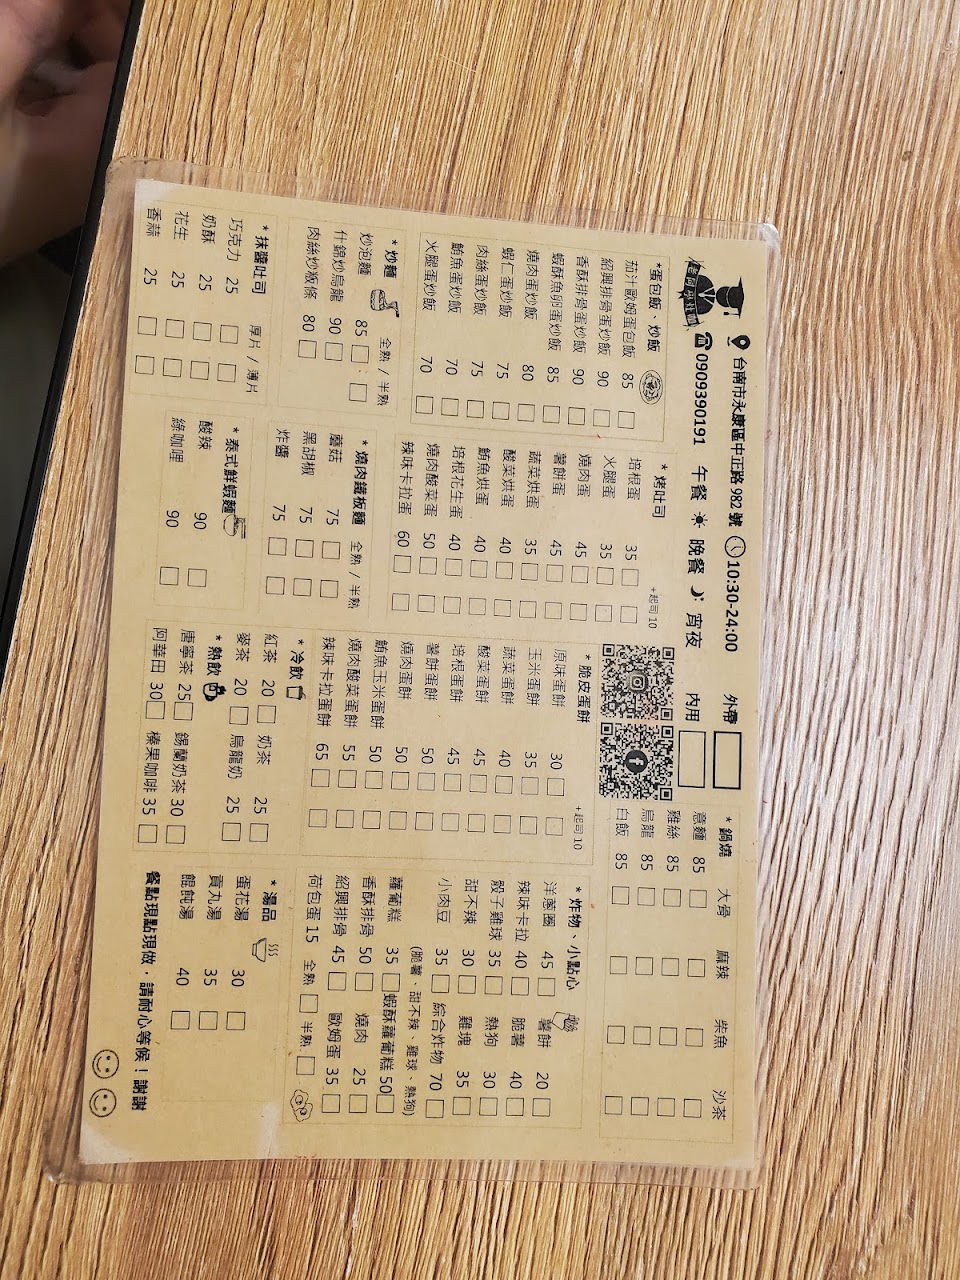 台南市永康區中正路 982 號 10:30-24:00 外帶
0909390191 午餐 晚餐 宵夜 內用
*蛋包飯、炒飯
茄汁歐姆蛋包飯 85
紹興排骨蛋炒飯 90
香酥排骨蛋炒飯 90
蝦酥魚卵蛋炒飯 85
燒肉蛋炒飯 80
蝦仁蛋炒飯 75
肉絲蛋炒飯 75
鮪魚蛋炒飯 70
火腿蛋炒飯 70
*炒麵 全熟 / 半熟
炒泡麵 85
什錦炒烏龍 90
肉絲炒粄條 80
*抹醬吐司 厚片 / 薄片
巧克力 25
奶酥 25
花生 25
香蒜 25
*烤吐司 +起司10
培根蛋 35
火腿蛋 35
燒肉蛋 45
薯餅蛋 45
蔬菜烘蛋 35
酸菜烘蛋 40
鮪魚烘蛋 40
培根花生蛋 40
燒肉酸菜蛋 50
辣味卡拉蛋 60
*燒肉鐵板麵 全熟 / 半熟
蘑菇 75
黑胡椒 75
炸醬 75
*泰式鮮蝦麵
酸辣 90
綠咖哩 90
*脆皮蛋餅 +起司10
原味蛋餅 30
玉米蛋餅 35
蔬菜蛋餅 40
酸菜蛋餅 45
培根蛋餅 45
薯餅蛋餅 50
燒肉蛋餅 50
鮪魚玉米蛋餅 50
燒肉酸菜蛋餅 55
辣味卡拉蛋餅 65
*冷飲
紅茶 20 奶茶 25
麥茶 20 烏龍奶 25
*熱飲
唐寧茶 25 錫蘭奶茶 30
阿華田 30 榛果咖啡 35
*鍋燒 大骨 麻辣 柴魚 沙茶
意麵 85
雞絲 85
烏龍 85
白飯 85
*炸物、小點心
洋蔥圈 45 薯餅 20
辣味卡拉 40 脆薯 40
骰子雞球 35 熱狗 30
甜不辣 30 雞塊 35
小肉豆 35 綜合炸物 70
(脆薯、甜不辣、雞球、熱狗)
蘿蔔糕 35 蝦酥蘿蔔糕 50
香酥排骨 50 燒肉 25
紹興排骨 45 歐姆蛋 35
荷包蛋 15 全熟 半熟
*湯品
蛋花湯 30
貢丸湯 35
餛飩湯 40
餐點現點現做，請耐心等候！謝謝